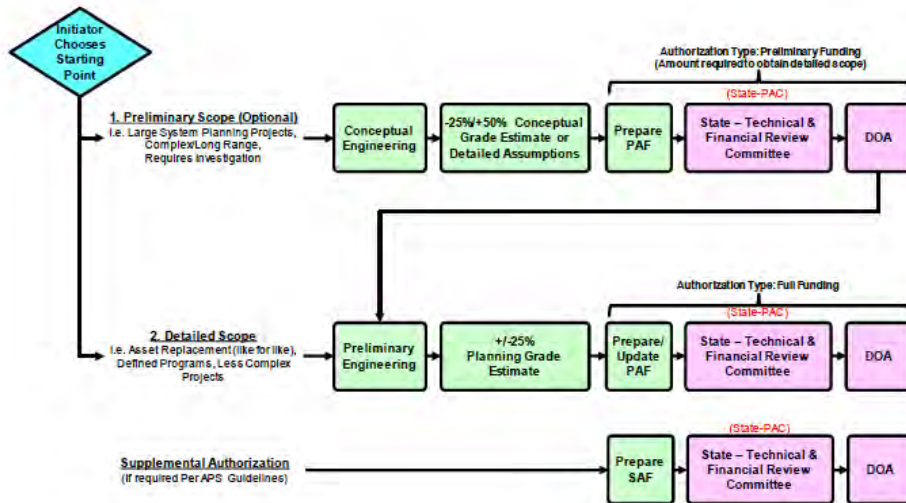 Initiator
Chooses
Starting
Point
Authorization Type: Preliminary Funding
(Amount required to obtain detailed scope)
(State-PAC)
1. Preliminary Scope (Optional)
I.e. Large System Planning Projects,
Complex/Long Range,
Requires Investigation
Conceptual
Engineering
-25%/+50% Conceptual
Grade Estimate or
Detailed Assumptions
Prepare
PAF
State – Technical &
Financial Review
Committee
DOA
Authorization Type: Full Funding
(State-PAC)
2. Detailed Scope
I.e. Asset Replacement (like for like),
Defined Programs, Less Complex
Projects
Preliminary
Engineering
+/-25%
Planning Grade
Estimate
Prepare/
Update
PAF
State – Technical &
Financial Review
Committee
DOA
(State-PAC)
Supplemental Authorization
(If required Per APS Guidelines)
Prepare
SAF
State – Technical &
Financial Review
Committee
DOA